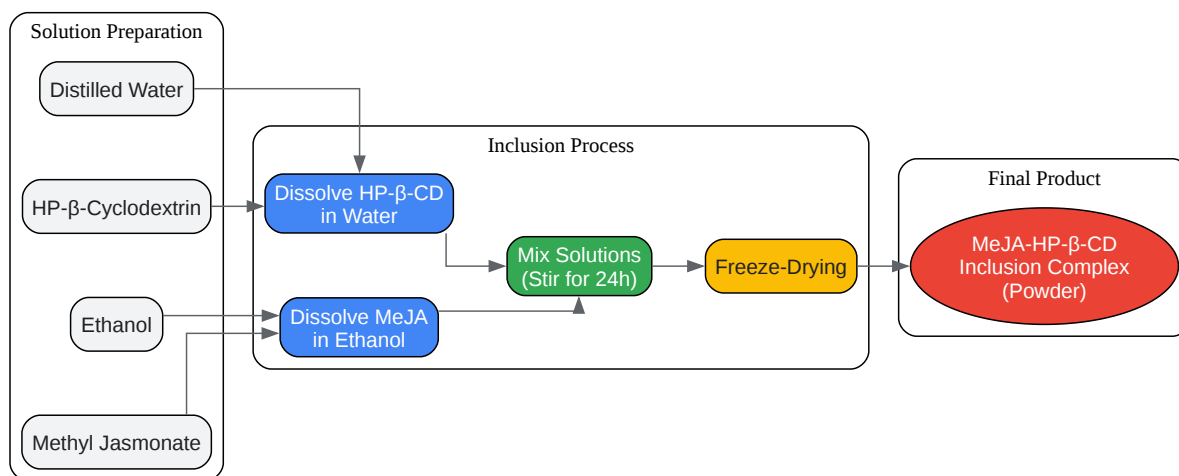 Solution Preparation
Distilled Water
HP-β-Cyclodextrin
Ethanol
Methyl Jasmonate
Inclusion Process
Dissolve HP-β-CD
in Water
Dissolve MeJA
in Ethanol
Mix Solutions
(Stir for 24h)
Freeze-Drying
Final Product
MeJA-HP-β-CD
Inclusion Complex
(Powder)